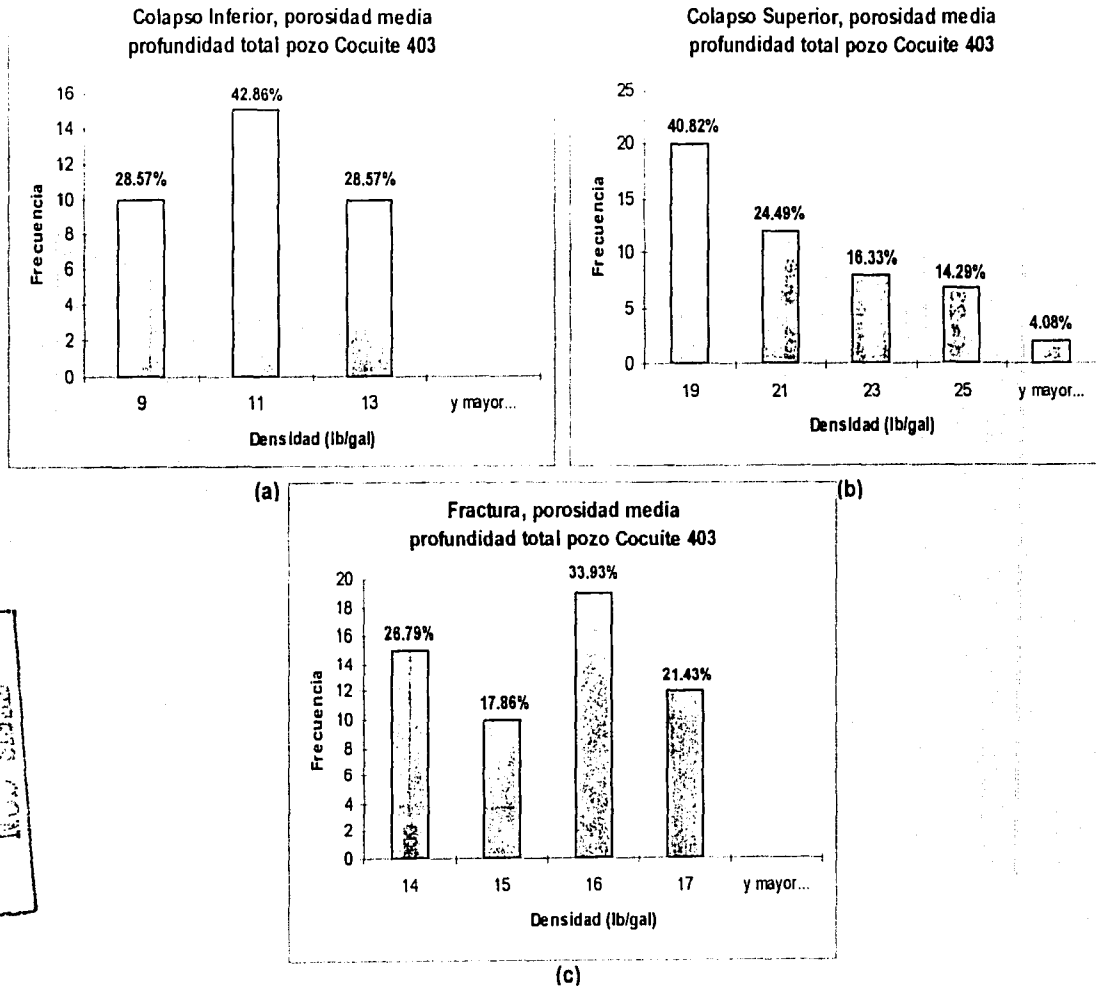 Colapso Inferior, porosidad media
profundidad total pozo Cocuite 403
Frecuencia
16
14
12
10
8
6
4
2
0
28.57%
42.86%
28.57%
9
11
13
y mayor...
Densidad (lb/gal)
(a)
Colapso Superior, porosidad media
profundidad total pozo Cocuite 403
Frecuencia
25
20
15
10
5
0
40.82%
24.49%
16.33%
14.29%
4.08%
19
21
23
25
y mayor...
Densidad (lb/gal)
(b)
Fractura, porosidad media
profundidad total pozo Cocuite 403
Frecuencia
20
18
16
14
12
10
8
6
4
2
0
26.79%
17.86%
33.93%
21.43%
14
15
16
17
y mayor...
Densidad (lb/gal)
(c)